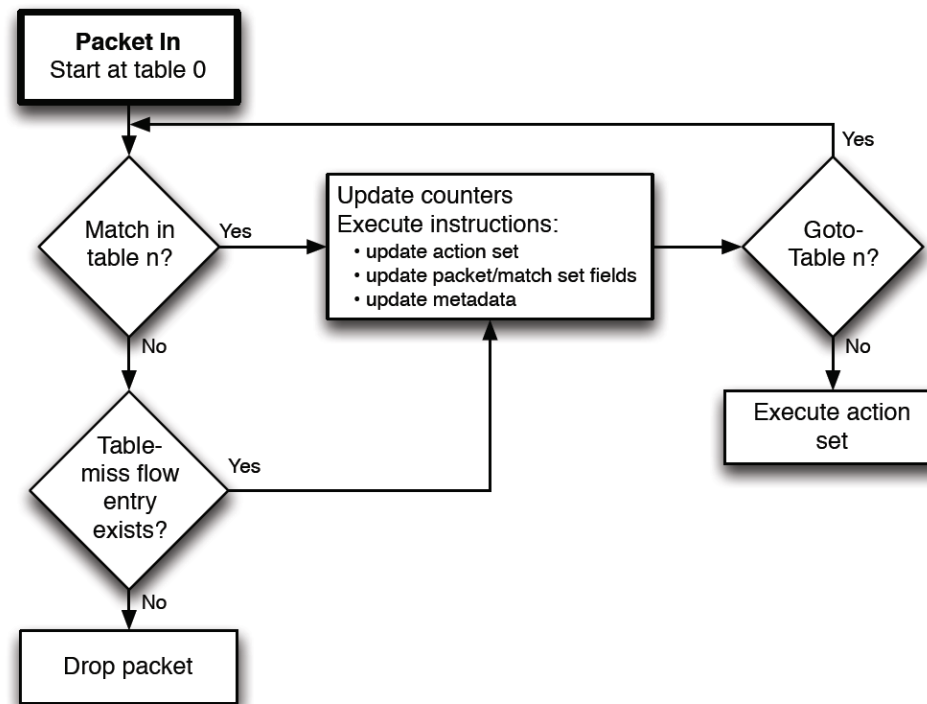 Packet In
Start at table 0
Yes
Match in
table n?
Yes
Update counters
Execute instructions:
• update action set
• update packet/match set fields
• update metadata
Goto-
Table n?
No
No
Execute action
set
Table-
miss flow
entry
exists?
Yes
No
Drop packet